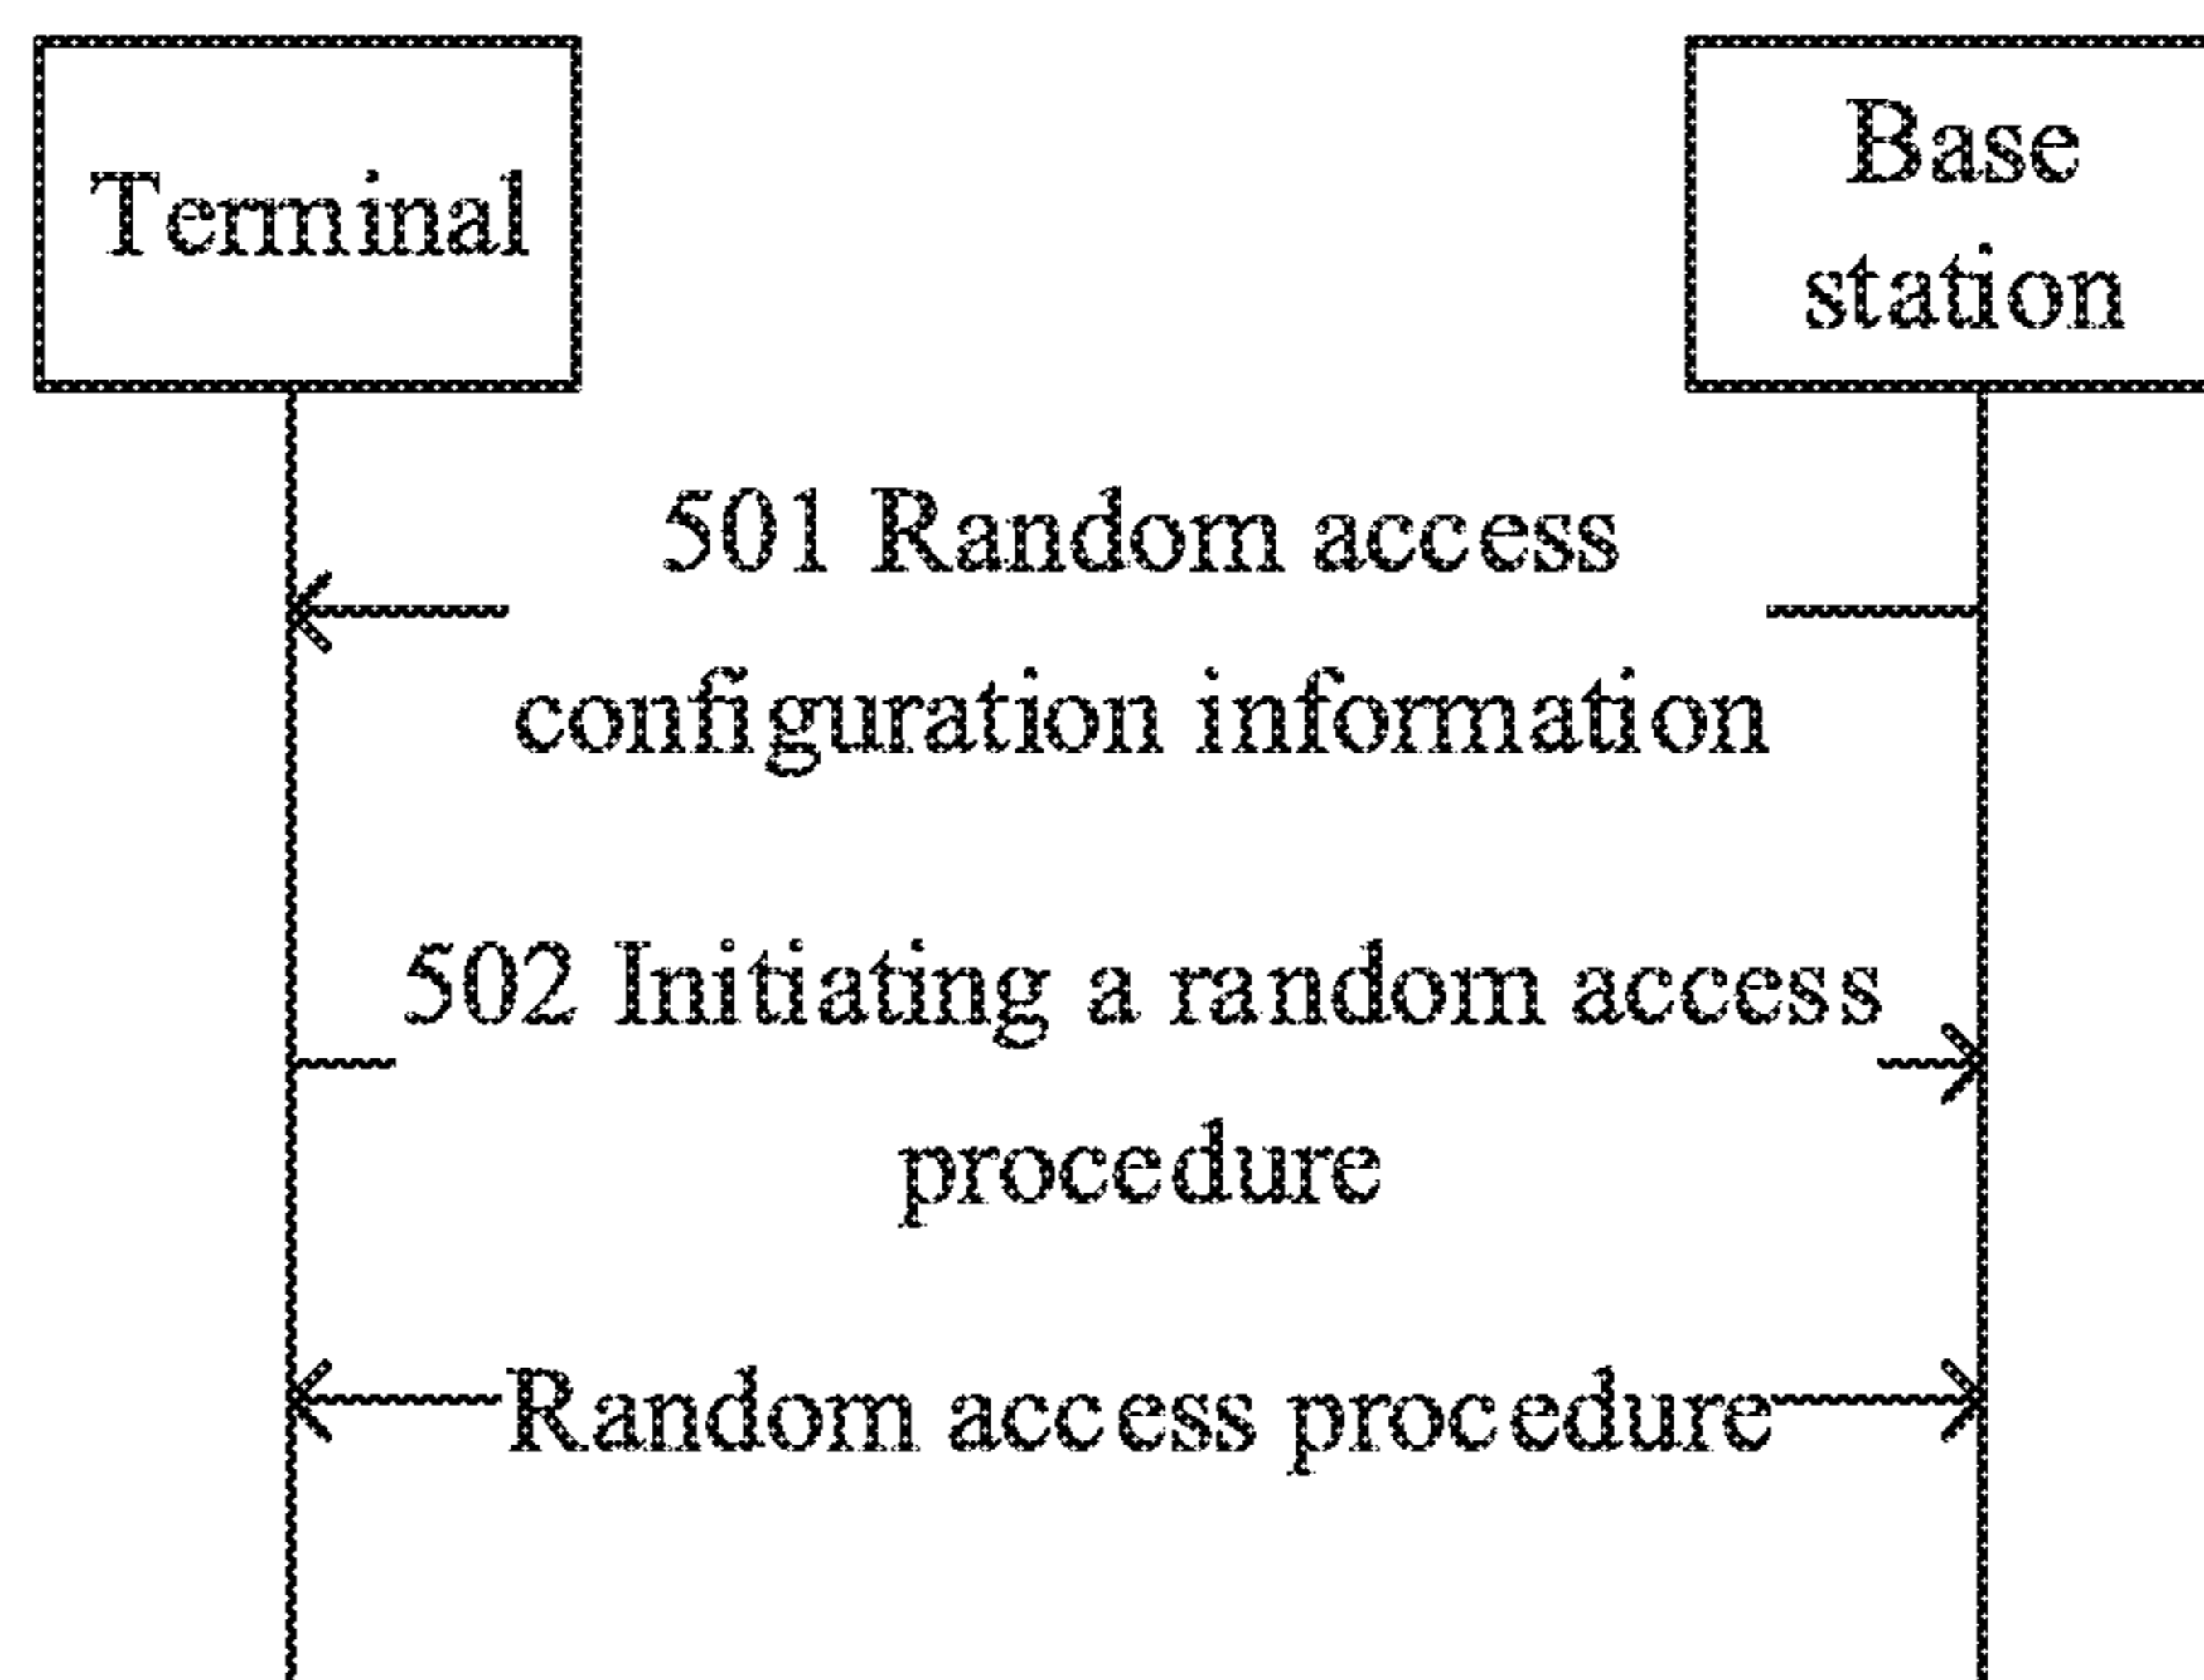 Terminal
Base
station
501 Random access
configuration information
502 Initiating a random access
procedure
Random access procedure